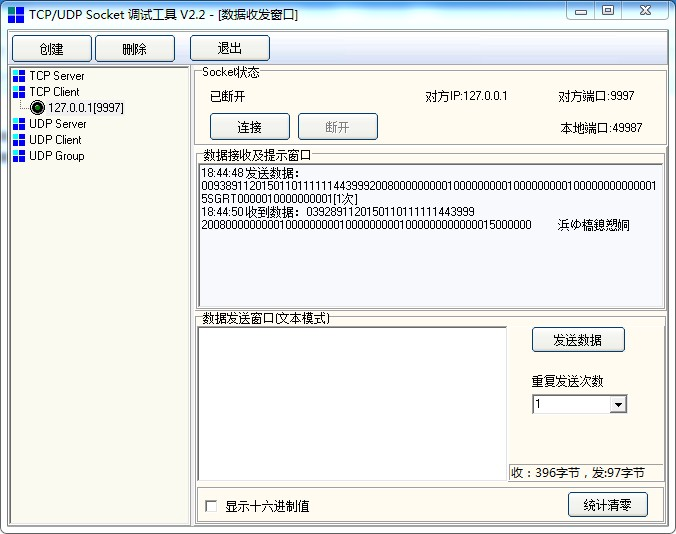 TCP/UDP Socket 调试工具 V2.2 - [数据收发窗口]
创建 删除 退出
TCP Server
TCP Client
127.0.0.1[9997]
UDP Server
UDP Client
UDP Group
Socket状态
已断开 对方IP:127.0.0.1 对方端口:9997
连接 断开 本地端口:49987
数据接收及提示窗口
18:44:48 发送数据:
5SGRT0000010000000001[1次]
18:44:50 收到数据:
浜ゆ槗鎴愬姛
数据发送窗口(文本模式)
发送数据
重复发送次数
1
收:396字节,发:97字节
显示十六进制值 统计清零